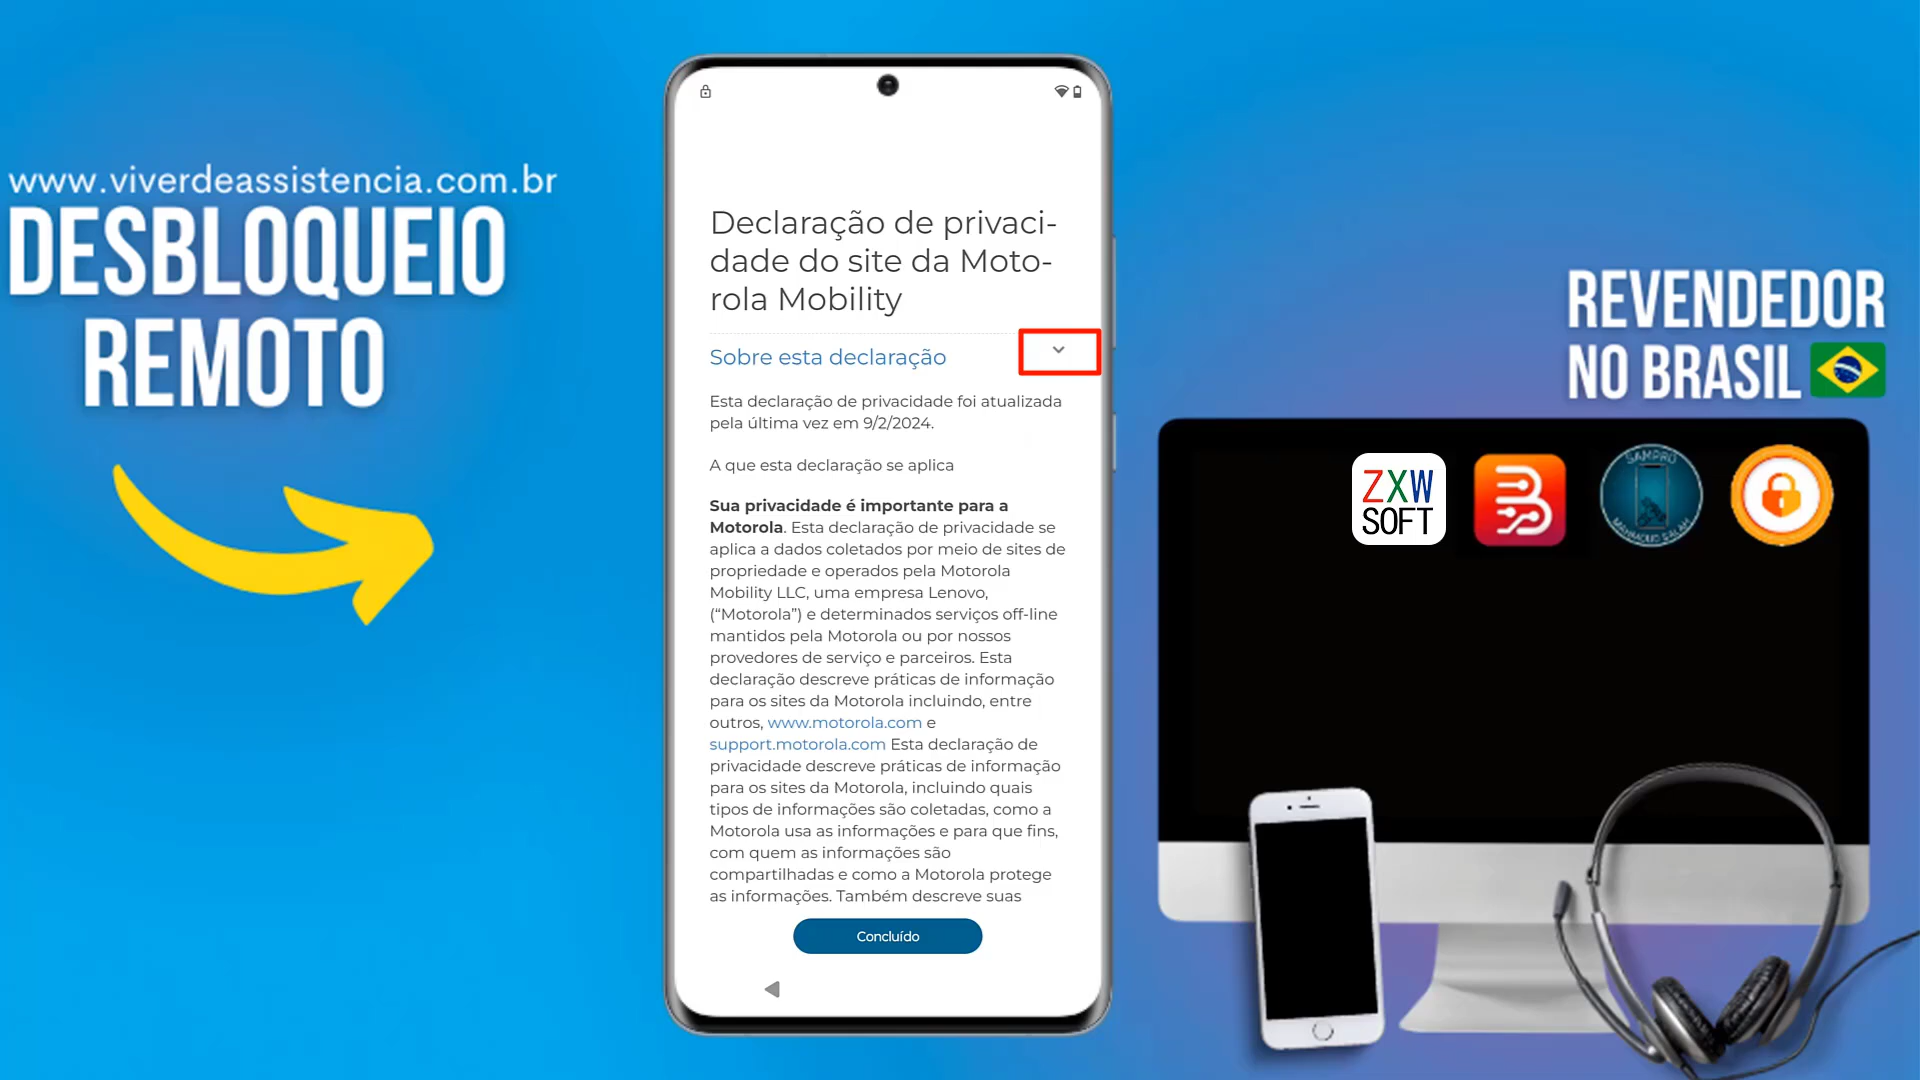 www.viverdeassistencia.com.br
DESBLOQUEIO
REMOTO
Declaração de privaci-
dade do site da Moto-
rola Mobility
Sobre esta declaração
Esta declaração de privacidade foi atualizada
pela última vez em 9/2/2024.
A que esta declaração se aplica
Sua privacidade é importante para a
Motorola. Esta declaração de privacidade se
aplica a dados coletados por meio de sites de
propriedade e operados pela Motorola
Mobility LLC, uma empresa Lenovo,
(“Motorola”) e determinados serviços off-line
mantidos pela Motorola ou por nossos
provedores de serviço e parceiros. Esta
declaração descreve práticas de informação
para os sites da Motorola incluindo, entre
outros, www.motorola.com e
support.motorola.com Esta declaração de
privacidade descreve práticas de informação
para os sites da Motorola, incluindo quais
tipos de informações são coletadas, como a
Motorola usa as informações e para que fins,
com quem as informações são
compartilhadas e como a Motorola protege
as informações. Também descreve suas
Concluído
REVENDEDOR
NO BRASIL
ZXW
SOFT
SAMPRO
MAHMOUD SALAH